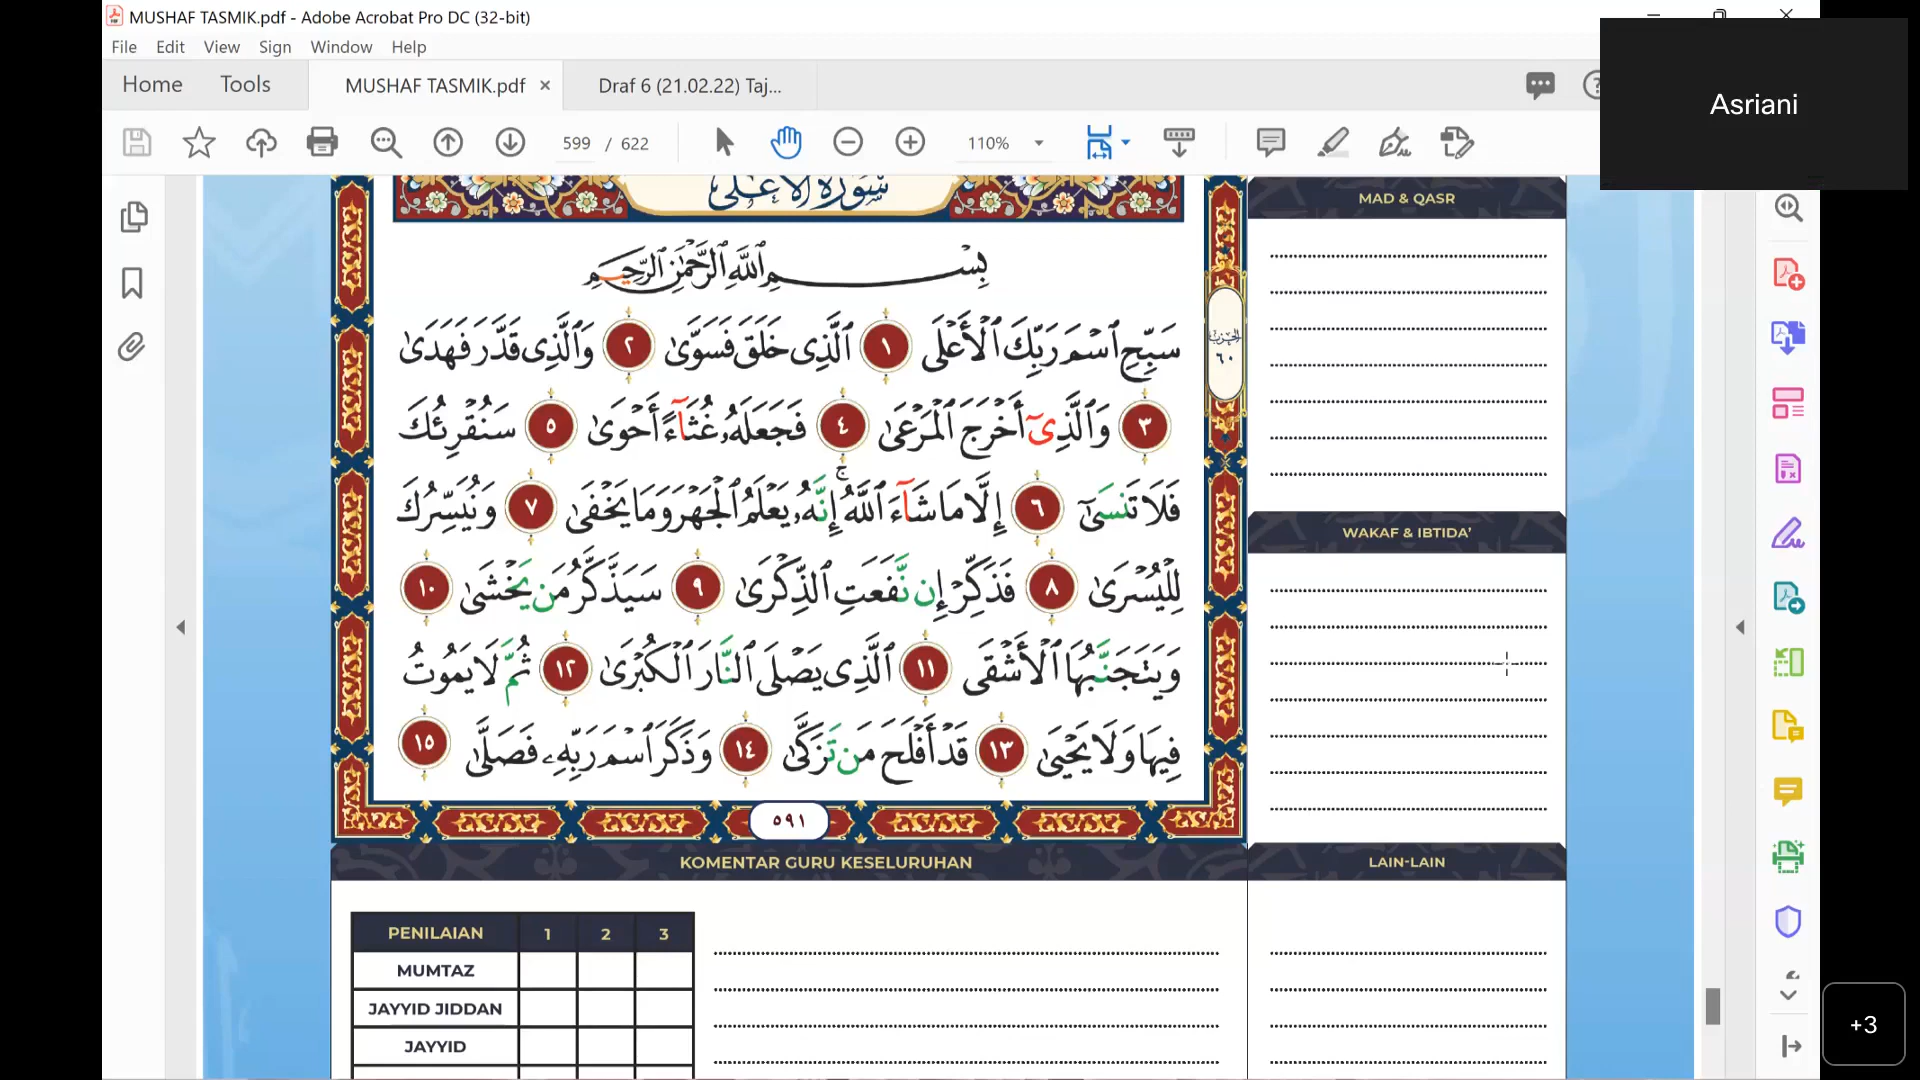 MUSHAF TASMIK.pdf - Adobe Acrobat Pro DC (32-bit)
File Edit View Sign Window Help
Home Tools MUSHAF TASMIK.pdf Draf 6 (21.02.22) Taj...
599 / 622 110%
Asriani
سُورَةُ الأَعْلَى
بِسْمِ ٱللَّهِ ٱلرَّحْمَٰنِ ٱلرَّحِيمِ
سَبِّحِ ٱسْمَ رَبِّكَ ٱلْأَعْلَى ١ ٱلَّذِى خَلَقَ فَسَوَّىٰ ٢ وَٱلَّذِى قَدَّرَ فَهَدَىٰ
٣ وَٱلَّذِىٓ أَخْرَجَ ٱلْمَرْعَىٰ ٤ فَجَعَلَهُۥ غُثَآءً أَحْوَىٰ ٥ سَنُقْرِئُكَ
فَلَا تَنسَىٰٓ ٦ إِلَّا مَا شَآءَ ٱللَّهُ ۚ إِنَّهُۥ يَعْلَمُ ٱلْجَهْرَ وَمَا يَخْفَىٰ ٧ وَنُيَسِّرُكَ
لِلْيُسْرَىٰ ٨ فَذَكِّرْ إِن نَّفَعَتِ ٱلذِّكْرَىٰ ٩ سَيَذَّكَّرُ مَن يَخْشَىٰ ١٠
وَيَتَجَنَّبُهَا ٱلْأَشْقَى ١١ ٱلَّذِى يَصْلَى ٱلنَّارَ ٱلْكُبْرَىٰ ١٢ ثُمَّ لَا يَمُوتُ
فِيهَا وَلَا يَحْيَىٰ ١٣ قَدْ أَفْلَحَ مَن تَزَكَّىٰ ١٤ وَذَكَرَ ٱسْمَ رَبِّهِۦ فَصَلَّىٰ ١٥
٥٩١
الحزب
٦٠
MAD & QASR
WAKAF & IBTIDA’
KOMENTAR GURU KESELURUHAN
LAIN-LAIN
PENILAIAN 1 2 3
MUMTAZ
JAYYID JIDDAN
JAYYID
+3